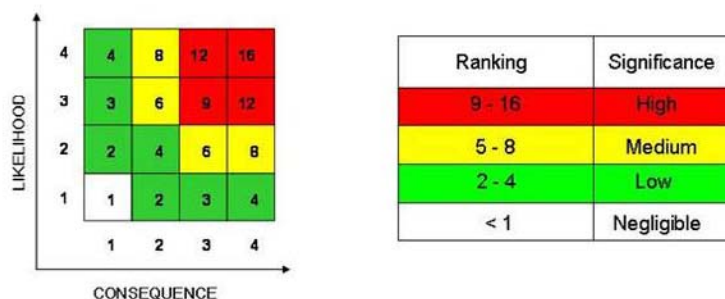 LIKELIHOOD
4 4 8 12 16
3 3 6 9 12
2 2 4 6 8
1 1 2 3 4
1 2 3 4
CONSEQUENCE
Ranking Significance
9 - 16 High
5 - 8 Medium
2 - 4 Low
< 1 Negligible